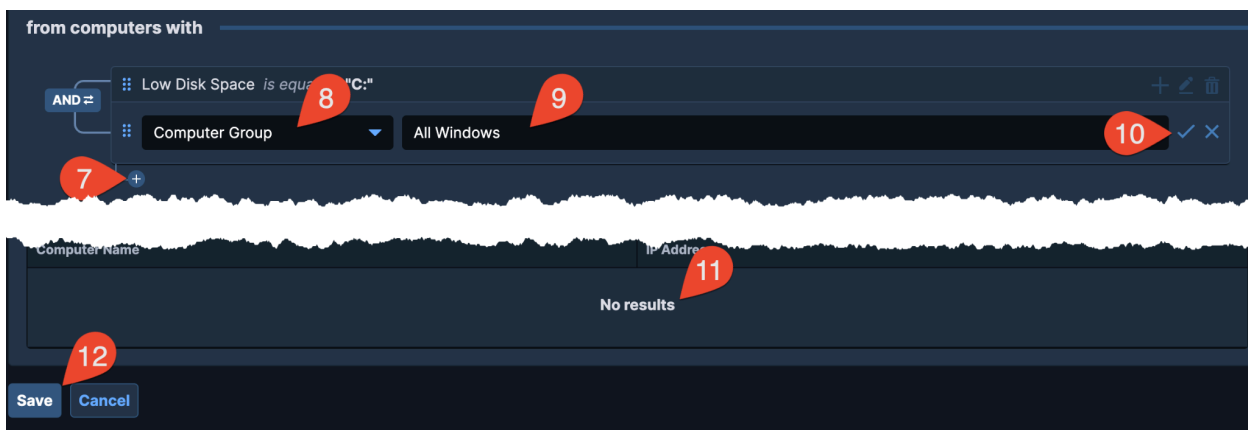 from computers with
Low Disk Space is equa "C:"
8
9
AND
Computer Group
All Windows
10
7
Computer Name
IP Addre
11
No results
12
Save
Cancel